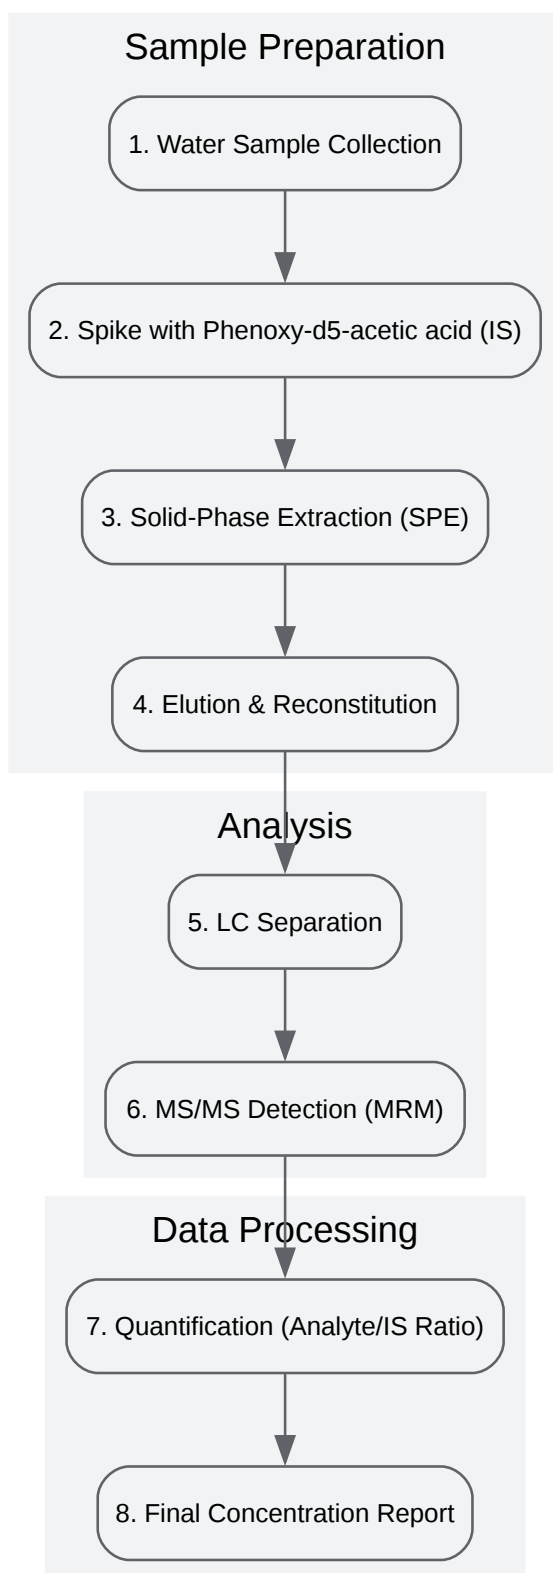 Sample Preparation
1. Water Sample Collection
2. Spike with Phenoxy-d5-acetic acid (IS)
3. Solid-Phase Extraction (SPE)
4. Elution & Reconstitution
Analysis
5. LC Separation
6. MS/MS Detection (MRM)
Data Processing
7. Quantification (Analyte/IS Ratio)
8. Final Concentration Report